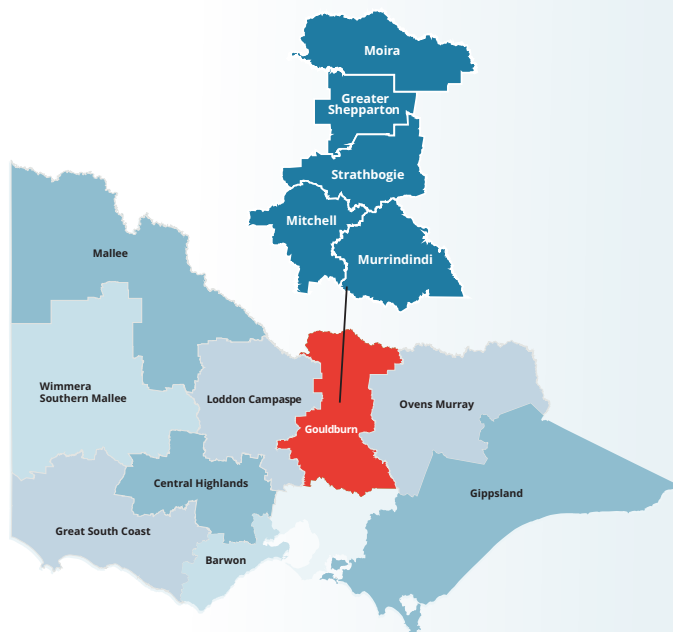 Moira
Greater
Shepparton
Strathbogie
Mitchell
Murrindindi
Mallee
Wimmera
Southern Mallee
Loddon Campaspe
Ovens Murray
Gouldburn
Central Highlands
Gippsland
Great South Coast
Barwon